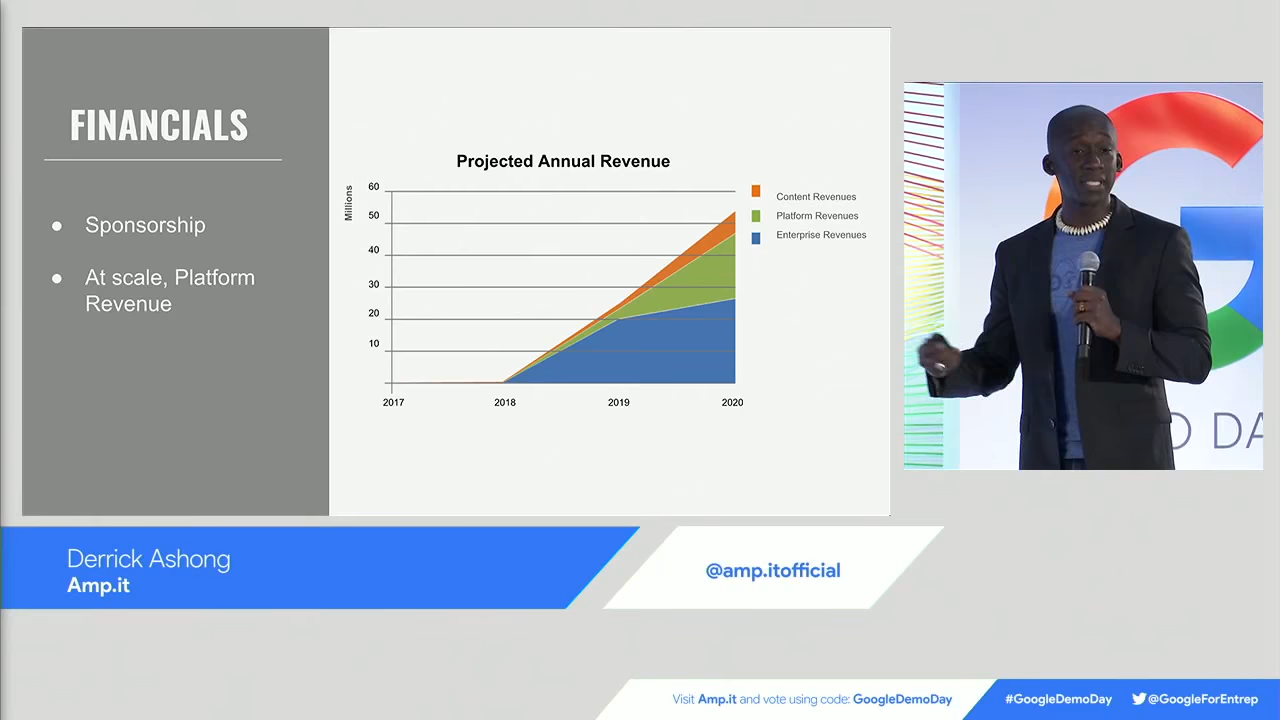 FINANCIALS
● Sponsorship
● At scale, Platform
Revenue
Projected Annual Revenue
Millions
60
50
40
30
20
10
2017 2018 2019 2020
Content Revenues
Platform Revenues
Enterprise Revenues
O DA
Derrick Ashong
Amp.it
@amp.itofficial
Visit Amp.it and vote using code: GoogleDemoDay
#GoogleDemoDay @GoogleForEntrep